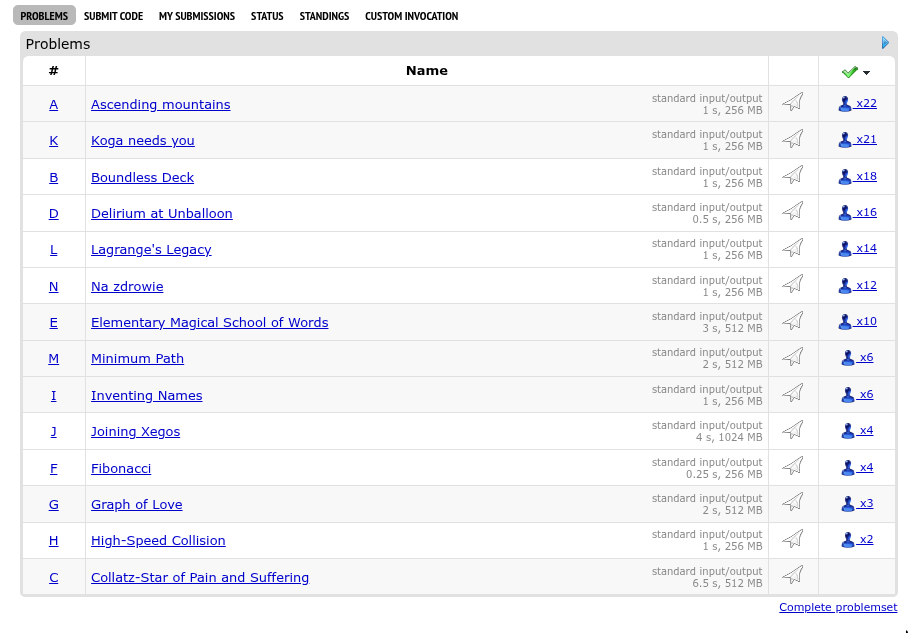 PROBLEMS SUBMIT CODE MY SUBMISSIONS STATUS STANDINGS CUSTOM INVOCATION
Problems
# Name
A Ascending mountains standard input/output x22
1 s, 256 MB
K Koga needs you standard input/output x21
1 s, 256 MB
B Boundless Deck standard input/output x18
1 s, 256 MB
D Delirium at Unballoon standard input/output x16
0.5 s, 256 MB
L Lagrange's Legacy standard input/output x14
1 s, 256 MB
N Na zdrowie standard input/output x12
1 s, 256 MB
E Elementary Magical School of Words standard input/output x10
3 s, 512 MB
M Minimum Path standard input/output x6
2 s, 512 MB
I Inventing Names standard input/output x6
1 s, 256 MB
J Joining Xegos standard input/output x4
4 s, 1024 MB
F Fibonacci standard input/output x4
0.25 s, 256 MB
G Graph of Love standard input/output x3
2 s, 512 MB
H High-Speed Collision standard input/output x2
1 s, 256 MB
C Collatz-Star of Pain and Suffering standard input/output
6.5 s, 512 MB
Complete problemset